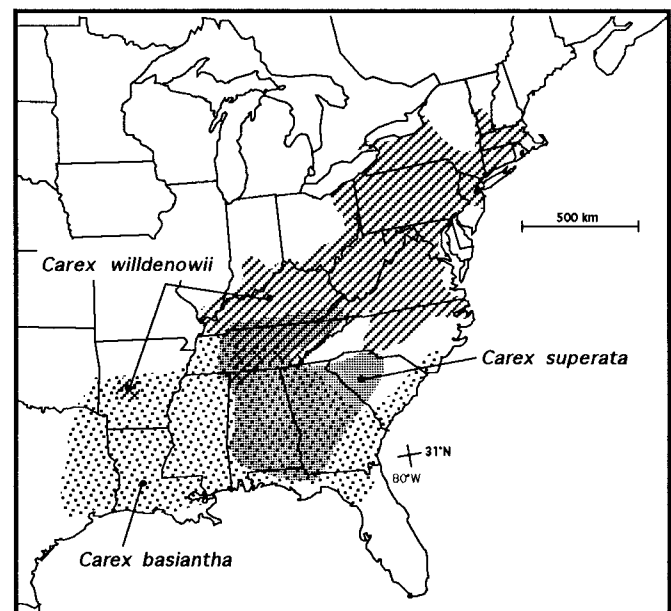 500 km
Carex willdenowii
Carex superata
31°N
80°W
Carex basiantha